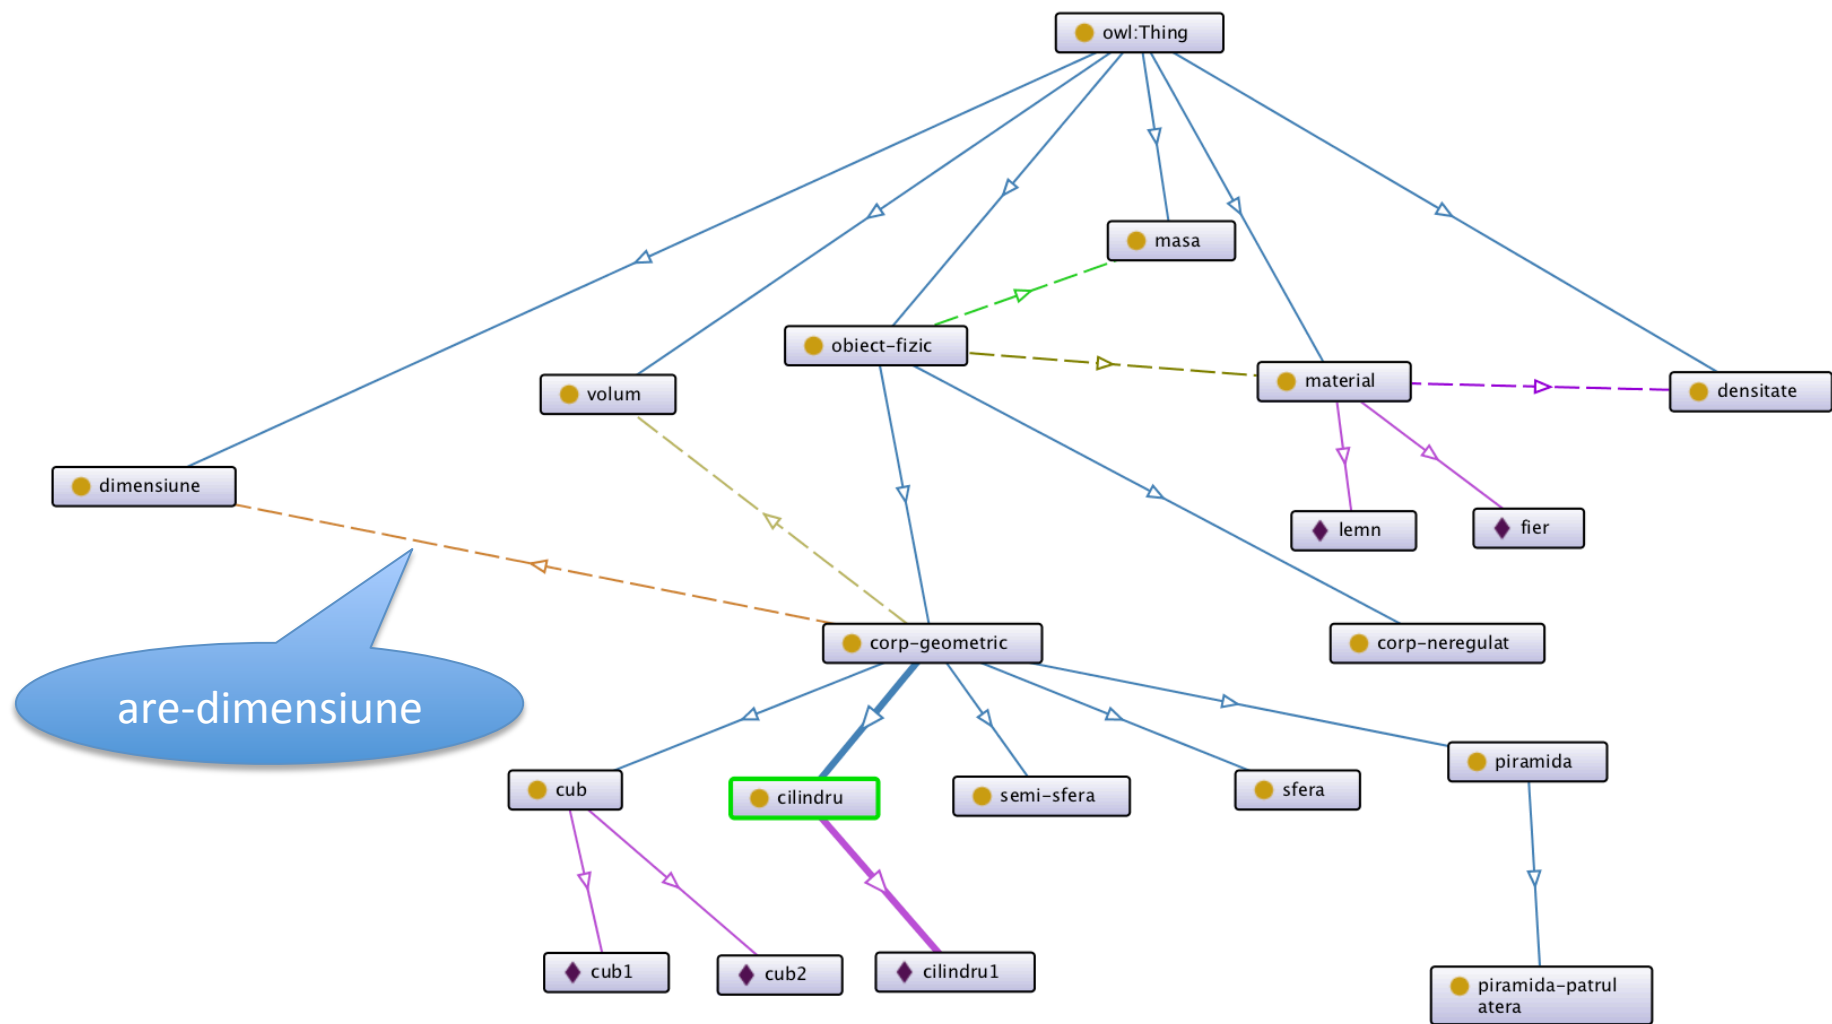 owl:Thing
masa
obiect-fizic
material
densitate
volum
dimensiune
lemn
fier
corp-geometric
corp-neregulat
are-dimensiune
cub
cilindru
semi-sfera
sfera
piramida
cub1
cub2
cilindru1
piramida-patrul
atera